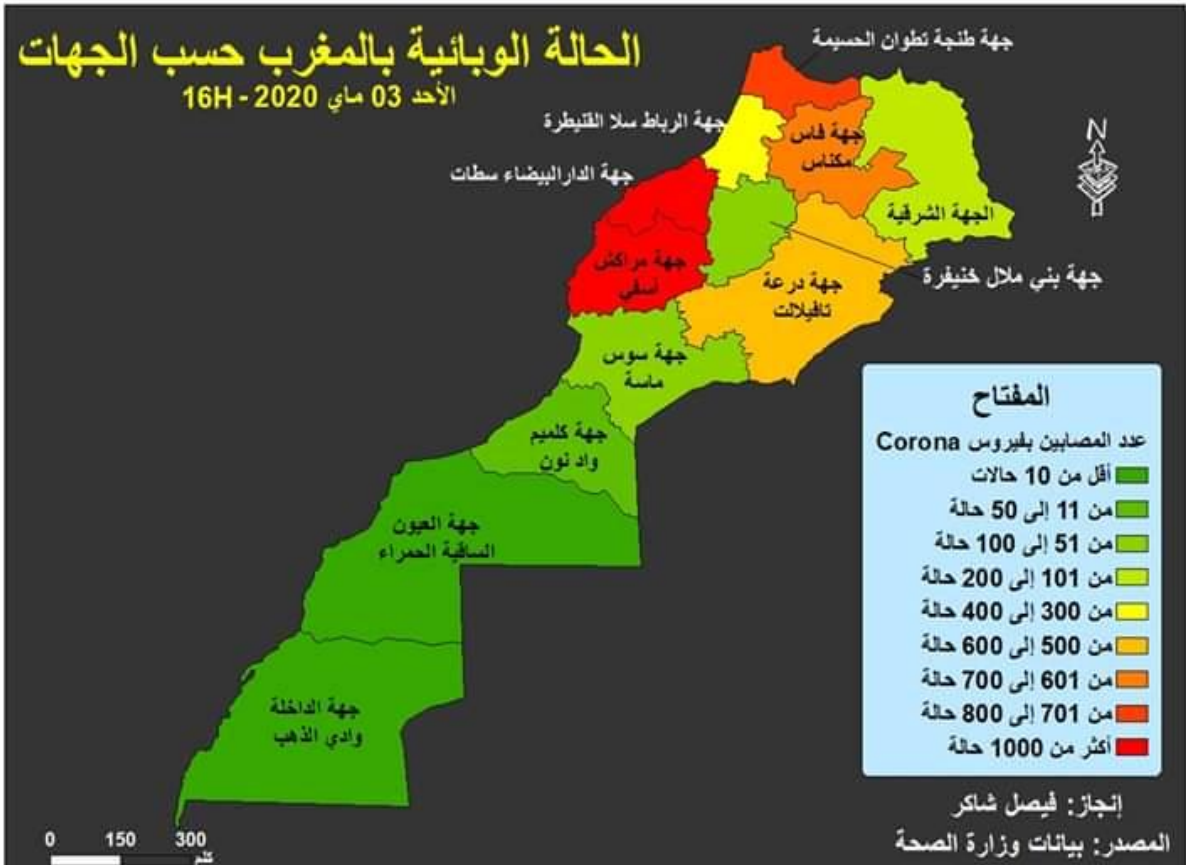 الحالة الوبائية بالمغرب حسب الجهات
الأحد 03 ماي 2020 - 16H
جهة طنجة تطوان الحسيمة
جهة الرباط سلا القنيطرة
جهة فاس
مكناس
جهة الدارالبيضاء سطات
الجهة الشرقية
جهة مراكش
أسفي
جهة بني ملال خنيفرة
جهة درعة
تافيلالت
جهة سوس
ماسة
جهة كلميم
واد نون
جهة العيون
الساقية الحمراء
جهة الداخلة
وادي الذهب
N
المفتاح
عدد المصابين بفيروس Corona
أقل من 10 حالات
من 11 إلى 50 حالة
من 51 إلى 100 حالة
من 101 إلى 200 حالة
من 300 إلى 400 حالة
من 500 إلى 600 حالة
من 601 إلى 700 حالة
من 701 إلى 800 حالة
أكثر من 1000 حالة
إنجاز: فيصل شاكر
المصدر: بيانات وزارة الصحة
0 150 300
كلم